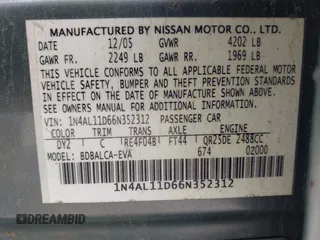 MANUFACTURED BY NISSAN MOTOR CO., LTD.
DATE 12/05 GVWR 4202 LB
GAWR FR. 2249 LB GAWR RR. 1969 LB
THIS VEHICLE CONFORMS TO ALL APPLICABLE FEDERAL MOTOR
VEHICLE SAFETY, BUMPER AND THEFT PREVENTION STANDARDS
IN EFFECT ON THE DATE OF MANUFACTURE SHOWN ABOVE.
SEE OWNERS MANUAL FOR ADDITIONAL INFORMATION.
VIN: 1N4AL11D66N352312 PASSENGER CAR
COLOR TRIM TRANS AXLE ENGINE
DY2 C RE4F04B FT44 QR25DE 2488CC
MODEL: BDBALCA-EVA 674 0Z000
1N4AL11D66N352312
DREAMBID